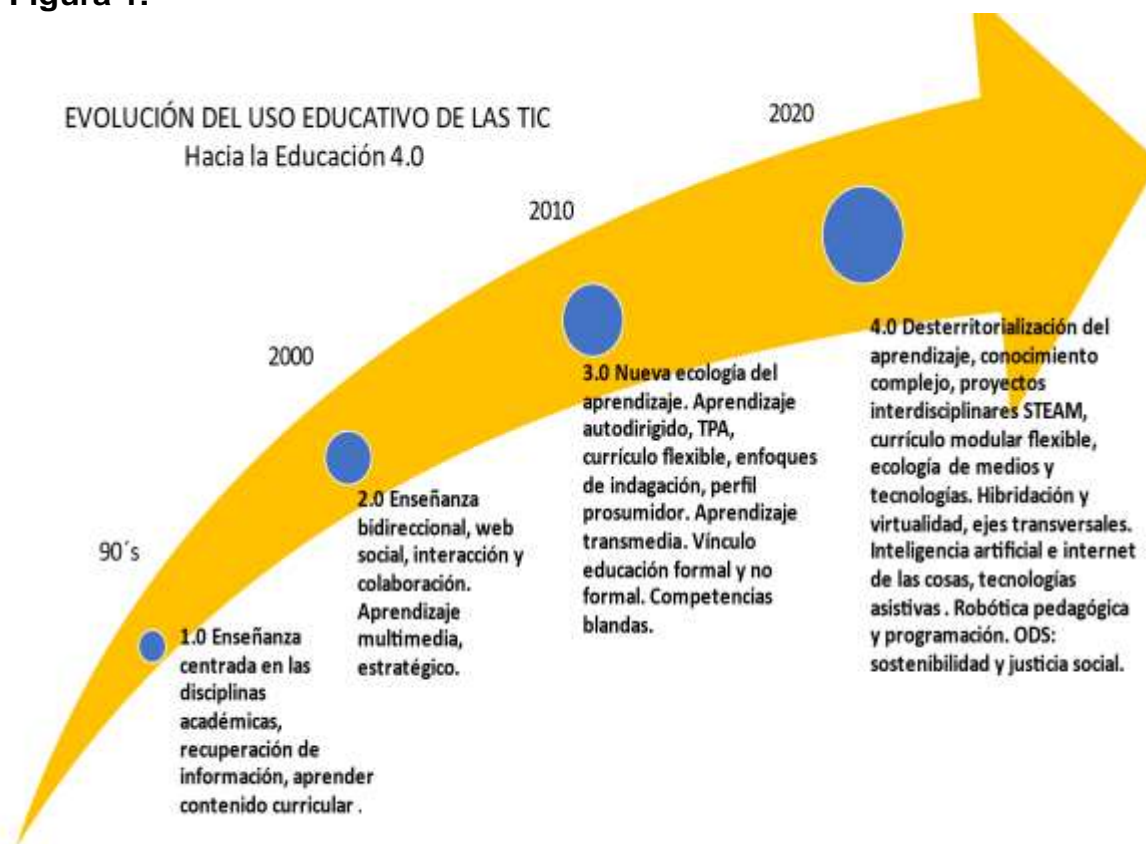 Figura 1.
EVOLUCIÓN DEL USO EDUCATIVO DE LAS TIC
Hacia la Educación 4.0
90´s
1.0 Enseñanza
centrada en las
disciplinas
académicas,
recuperación de
información, aprender
contenido curricular .
2000
2.0 Enseñanza
bidireccional, web
social, interacción y
colaboración.
Aprendizaje
multimedia,
estratégico.
2010
3.0 Nueva ecología del
aprendizaje. Aprendizaje
autodirigido, TPA,
currículo flexible, enfoques
de indagación, perfil
prosumidor. Aprendizaje
transmedia. Vínculo
educación formal y no
formal. Competencias
blandas.
2020
4.0 Desterritorialización del
aprendizaje, conocimiento
complejo, proyectos
interdisciplinares STEAM,
currículo modular flexible,
ecología de medios y
tecnologías. Hibridación y
virtualidad, ejes transversales.
Inteligencia artificial e internet
de las cosas, tecnologías
asistivas . Robótica pedagógica
y programación. ODS:
sostenibilidad y justicia social.